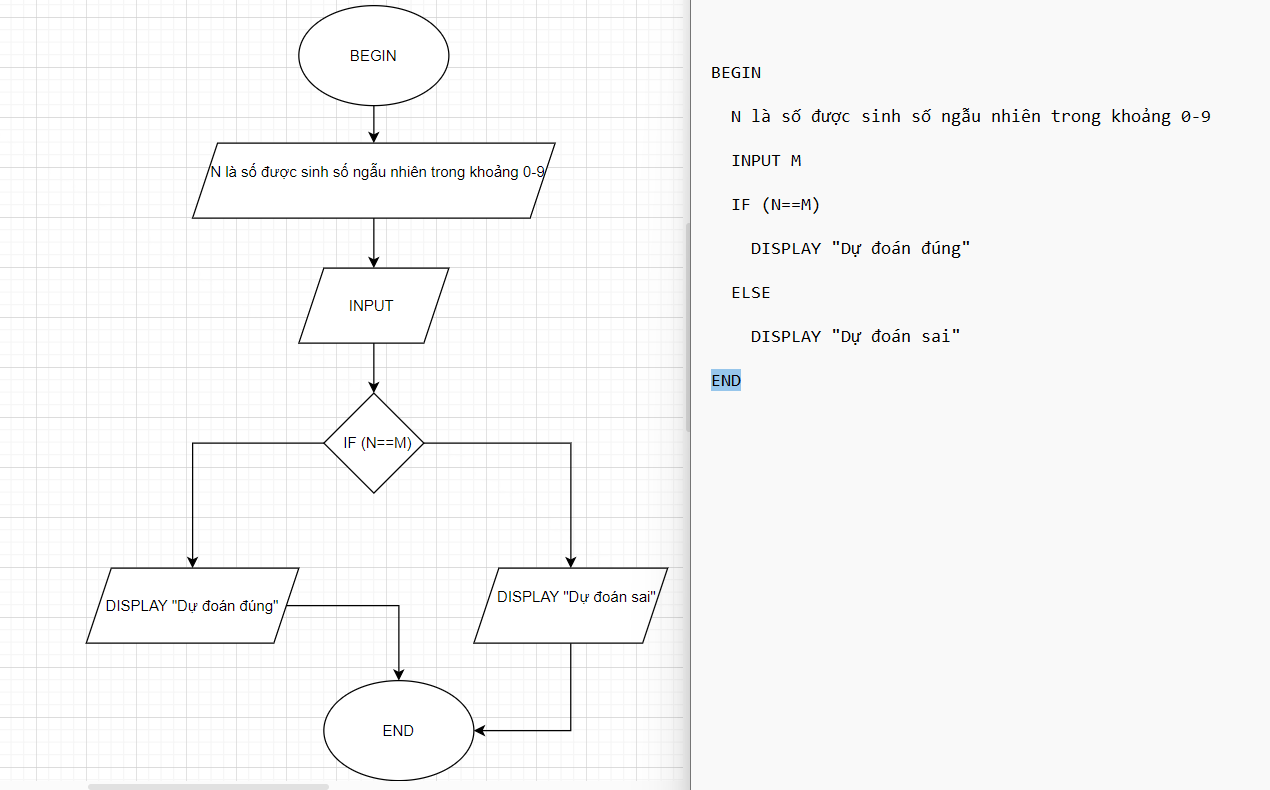 BEGIN
N là số được sinh số ngẫu nhiên trong khoảng 0-9
INPUT
IF (N==M)
DISPLAY "Dự đoán đúng"
DISPLAY "Dự đoán sai"
END
BEGIN
N là số được sinh số ngẫu nhiên trong khoảng 0-9
INPUT M
IF (N==M)
DISPLAY "Dự đoán đúng"
ELSE
DISPLAY "Dự đoán sai"
END